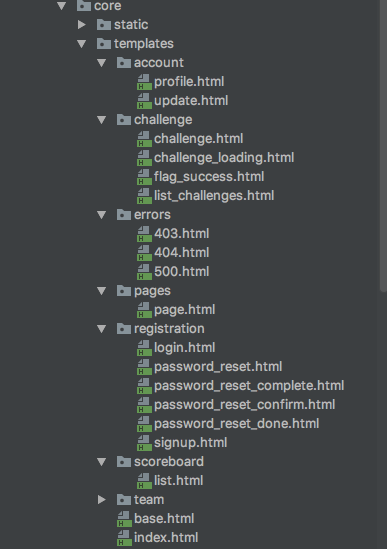 core
static
templates
account
profile.html
update.html
challenge
challenge.html
challenge_loading.html
flag_success.html
list_challenges.html
errors
403.html
404.html
500.html
pages
page.html
registration
login.html
password_reset.html
password_reset_complete.html
password_reset_confirm.html
password_reset_done.html
signup.html
scoreboard
list.html
team
base.html
index.html